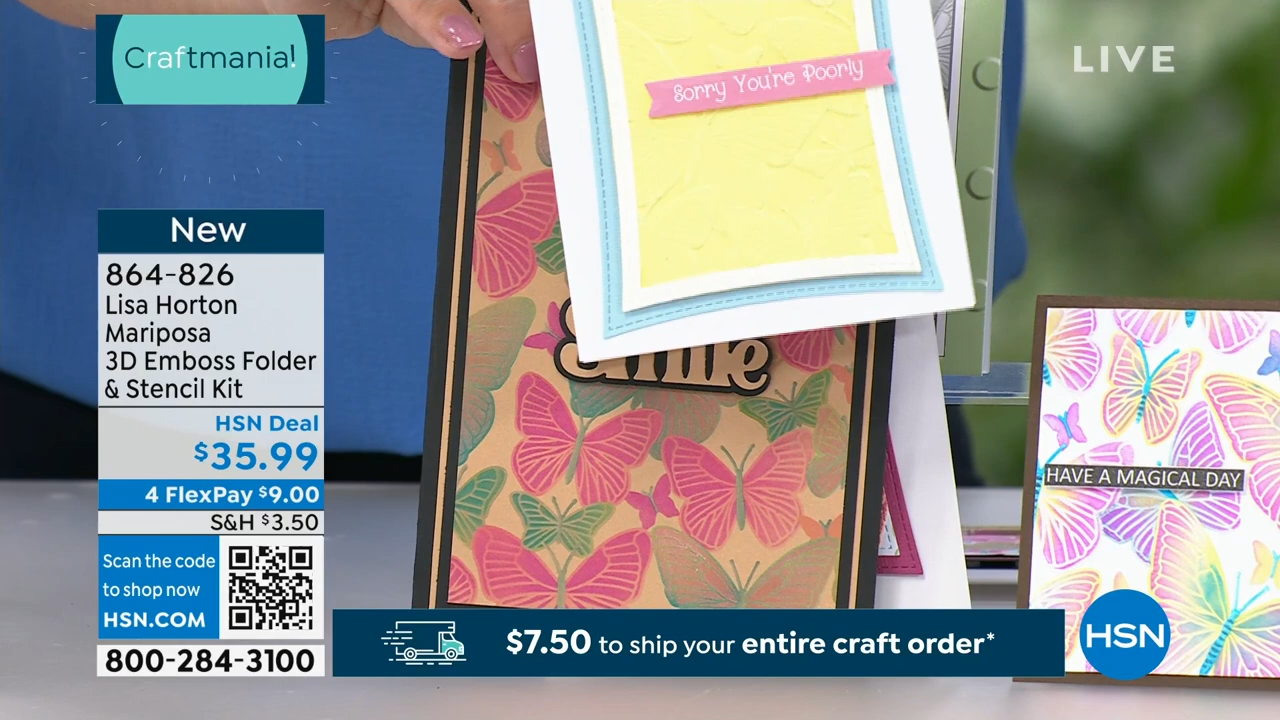 Craftmania!
LIVE
Sorry You're Poorly
Smile
HAVE A MAGICAL DAY
New
864-826
Lisa Horton
Mariposa
3D Emboss Folder
& Stencil Kit
HSN Deal
$35.99
4 FlexPay $9.00
S&H $3.50
Scan the code
to shop now
HSN.COM
800-284-3100
$7.50 to ship your entire craft order*
HSN